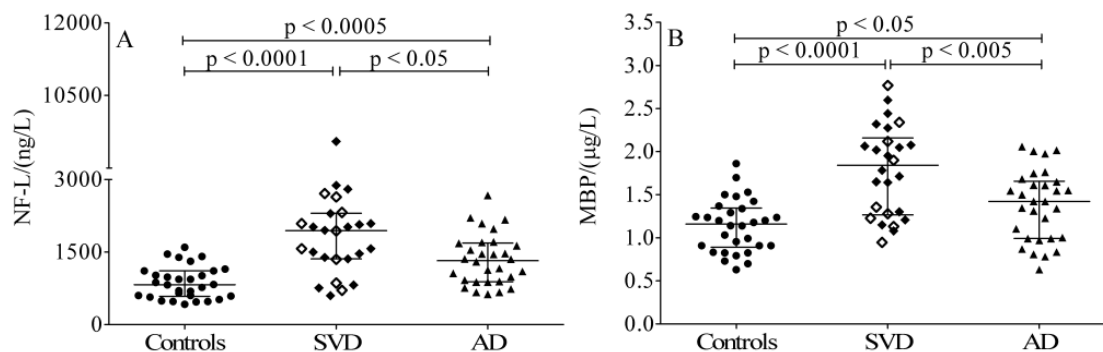 A
NF-L/(ng/L)
12000
10500
3000
1500
0
p < 0.0005
p < 0.0001
p < 0.05
Controls
SVD
AD
B
MBP/(µg/L)
3.5
3.0
2.5
2.0
1.5
1.0
0.5
0.0
p < 0.05
p < 0.0001
p < 0.005
Controls
SVD
AD